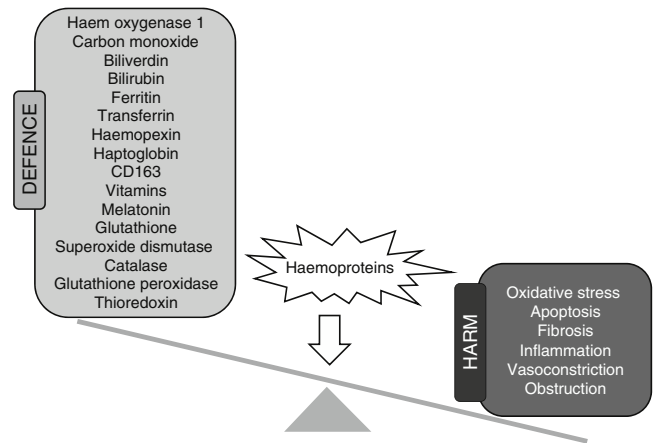 DEFENCE
Haem oxygenase 1
Carbon monoxide
Biliverdin
Bilirubin
Ferritin
Transferrin
Haemopexin
Haptoglobin
CD163
Vitamins
Melatonin
Glutathione
Superoxide dismutase
Catalase
Glutathione peroxidase
Thioredoxin
Haemoproteins
HARM
Oxidative stress
Apoptosis
Fibrosis
Inflammation
Vasoconstriction
Obstruction